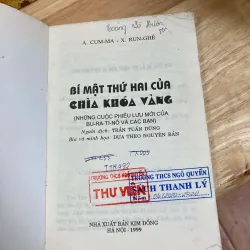 A. CUM-MA - X. RUN-GHÊ
BÍ MẬT THỨ HAI CỦA
CHÌA KHÓA VÀNG
(NHỮNG CUỘC PHIÊU LƯU MỚI CỦA
BU-RA-TI-NÔ VÀ CÁC BẠN)
Người dịch: TRẦN TUẤN DŨNG
Bìa và minh họa: DỰA THEO NGUYÊN BẢN
THƯ VIỆN
TRƯỜNG THCS NGÔ QUYỀN
SÁCH THANH LÝ
NHÀ XUẤT BẢN KIM ĐỒNG
HÀ NỘI - 1999